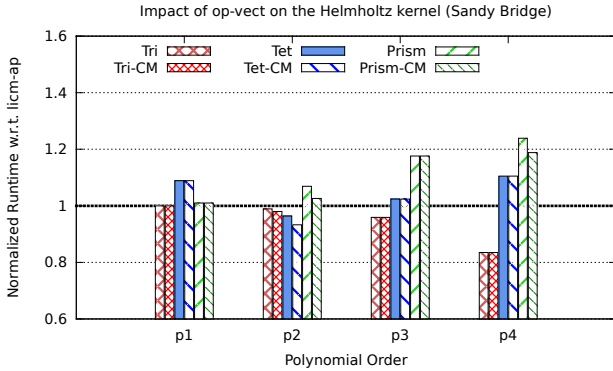 Impact of op-vect on the Helmholtz kernel (Sandy Bridge)
Normalized Runtime w.r.t. licm-ap
1.6
1.4
1.2
1
0.8
0.6
Tri Tet Prism
Tri-CM Tet-CM Prism-CM
p1 p2 p3 p4
Polynomial Order